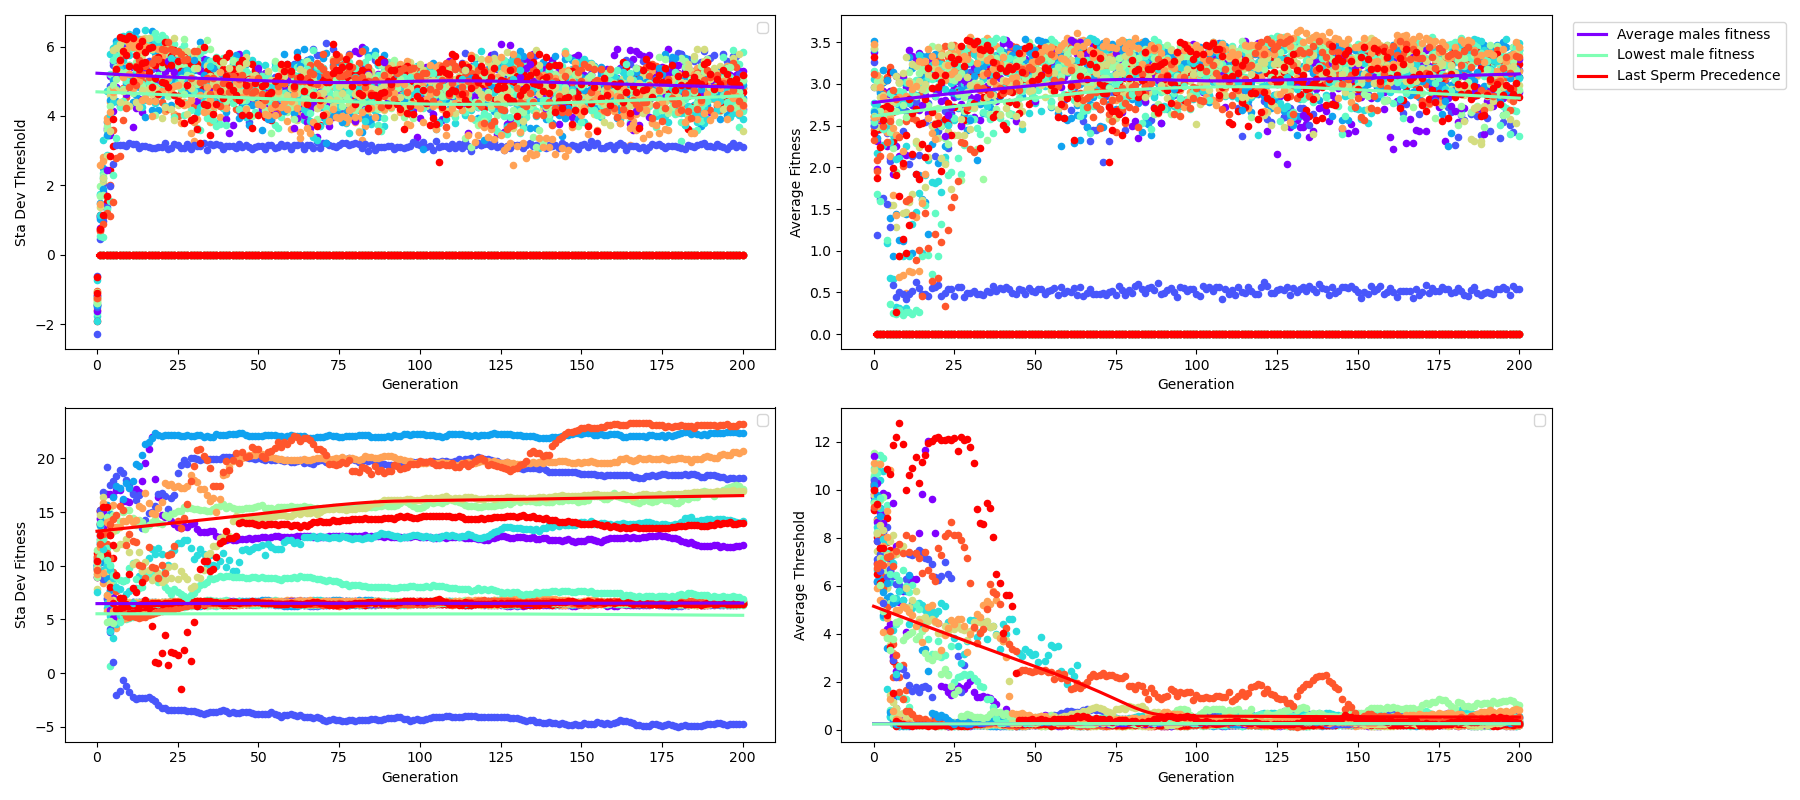 6
4
2
0
−2
Sta Dev Threshold
0 25 50 75 100 125 150 175 200
Generation
3.5
3.0
2.5
2.0
1.5
1.0
0.5
0.0
Average Fitness
0 25 50 75 100 125 150 175 200
Generation
Average males fitness
Lowest male fitness
Last Sperm Precedence
20
15
10
5
0
−5
Sta Dev Fitness
0 25 50 75 100 125 150 175 200
Generation
12
10
8
6
4
2
0
Average Threshold
0 25 50 75 100 125 150 175 200
Generation